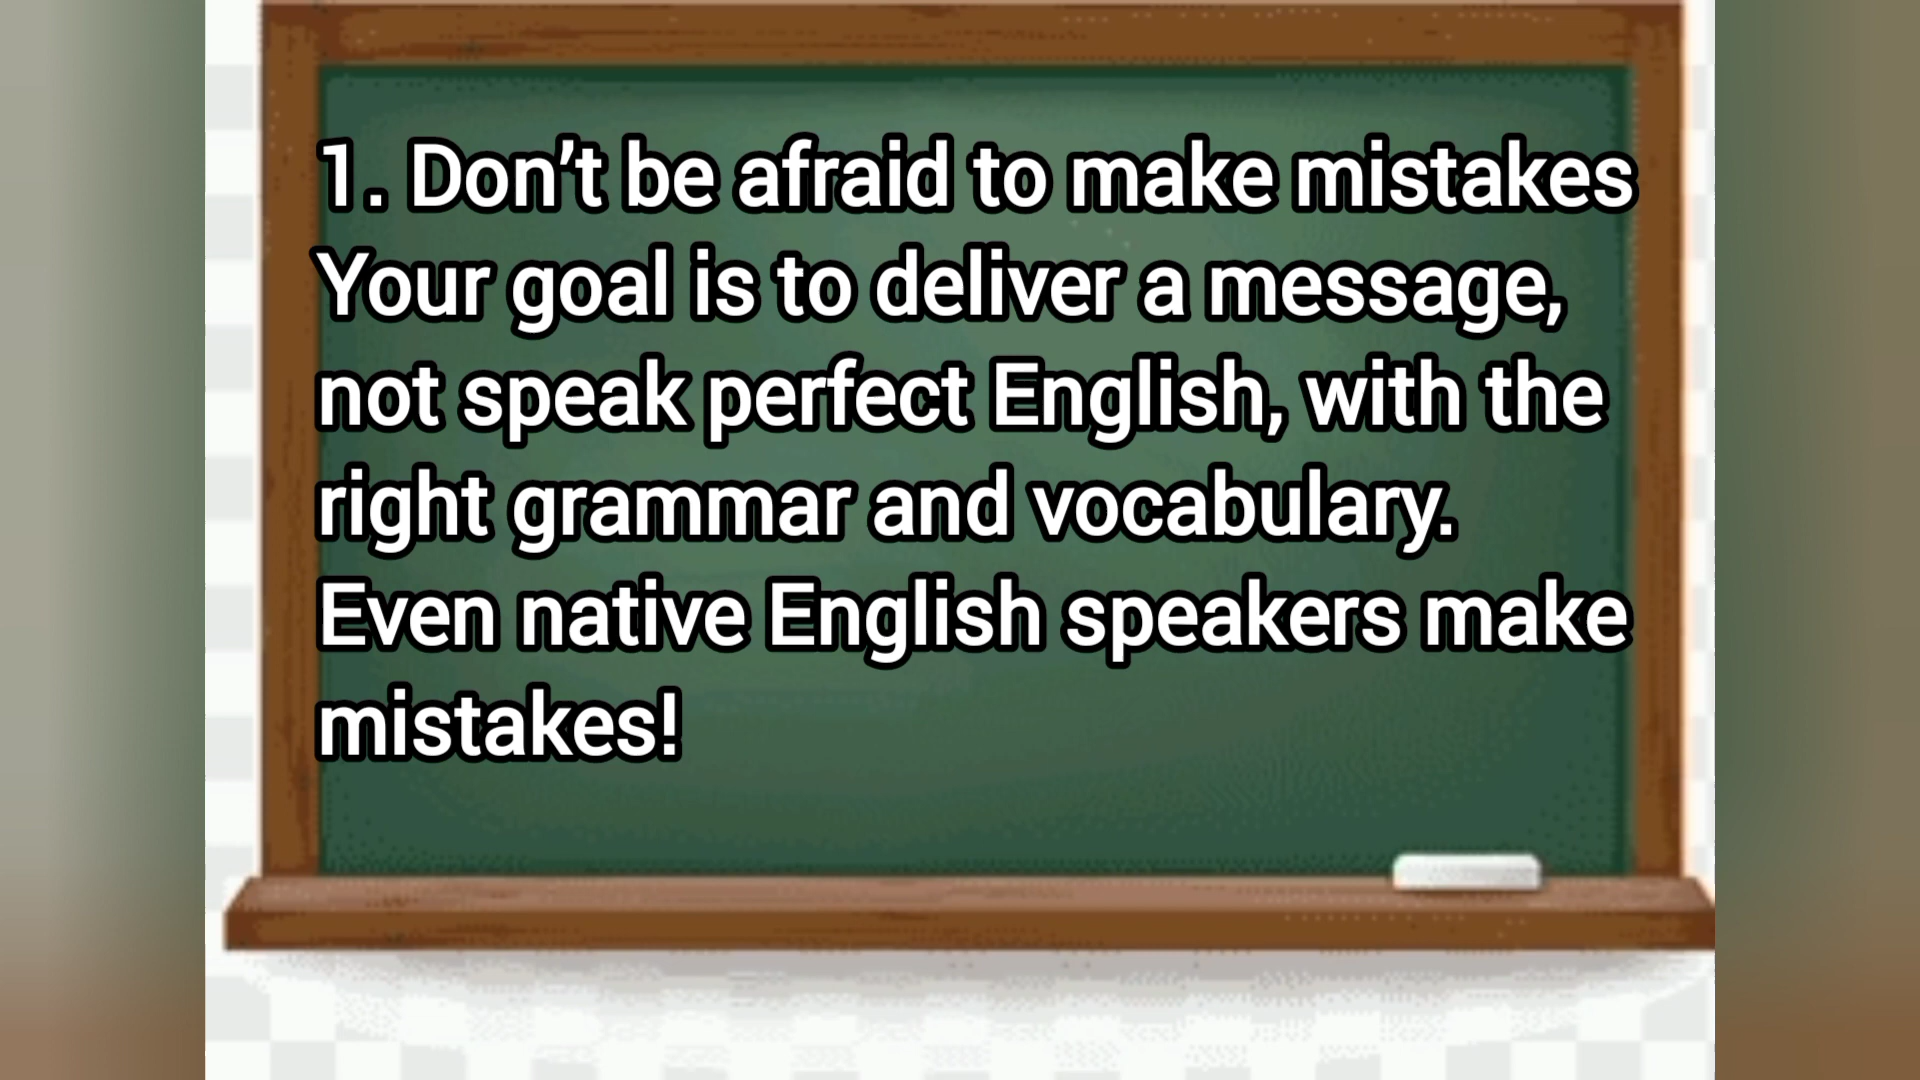 1. Don’t be afraid to make mistakes
Your goal is to deliver a message,
not speak perfect English, with the
right grammar and vocabulary.
Even native English speakers make
mistakes!